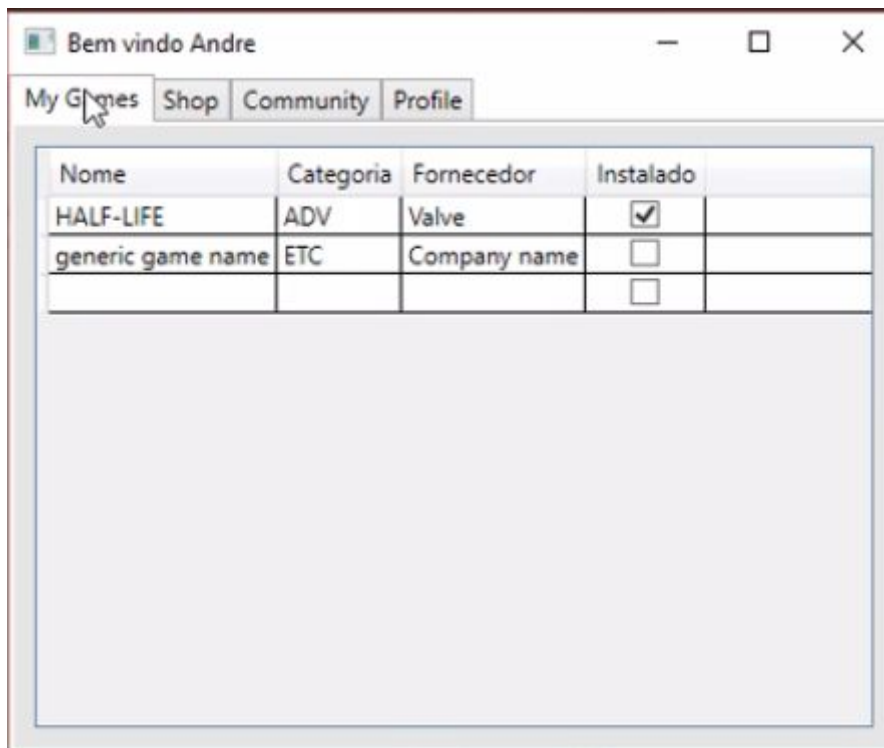 Bem vindo Andre
My Games Shop Community Profile
Nome Categoria Fornecedor Instalado
HALF-LIFE ADV Valve
generic game name ETC Company name